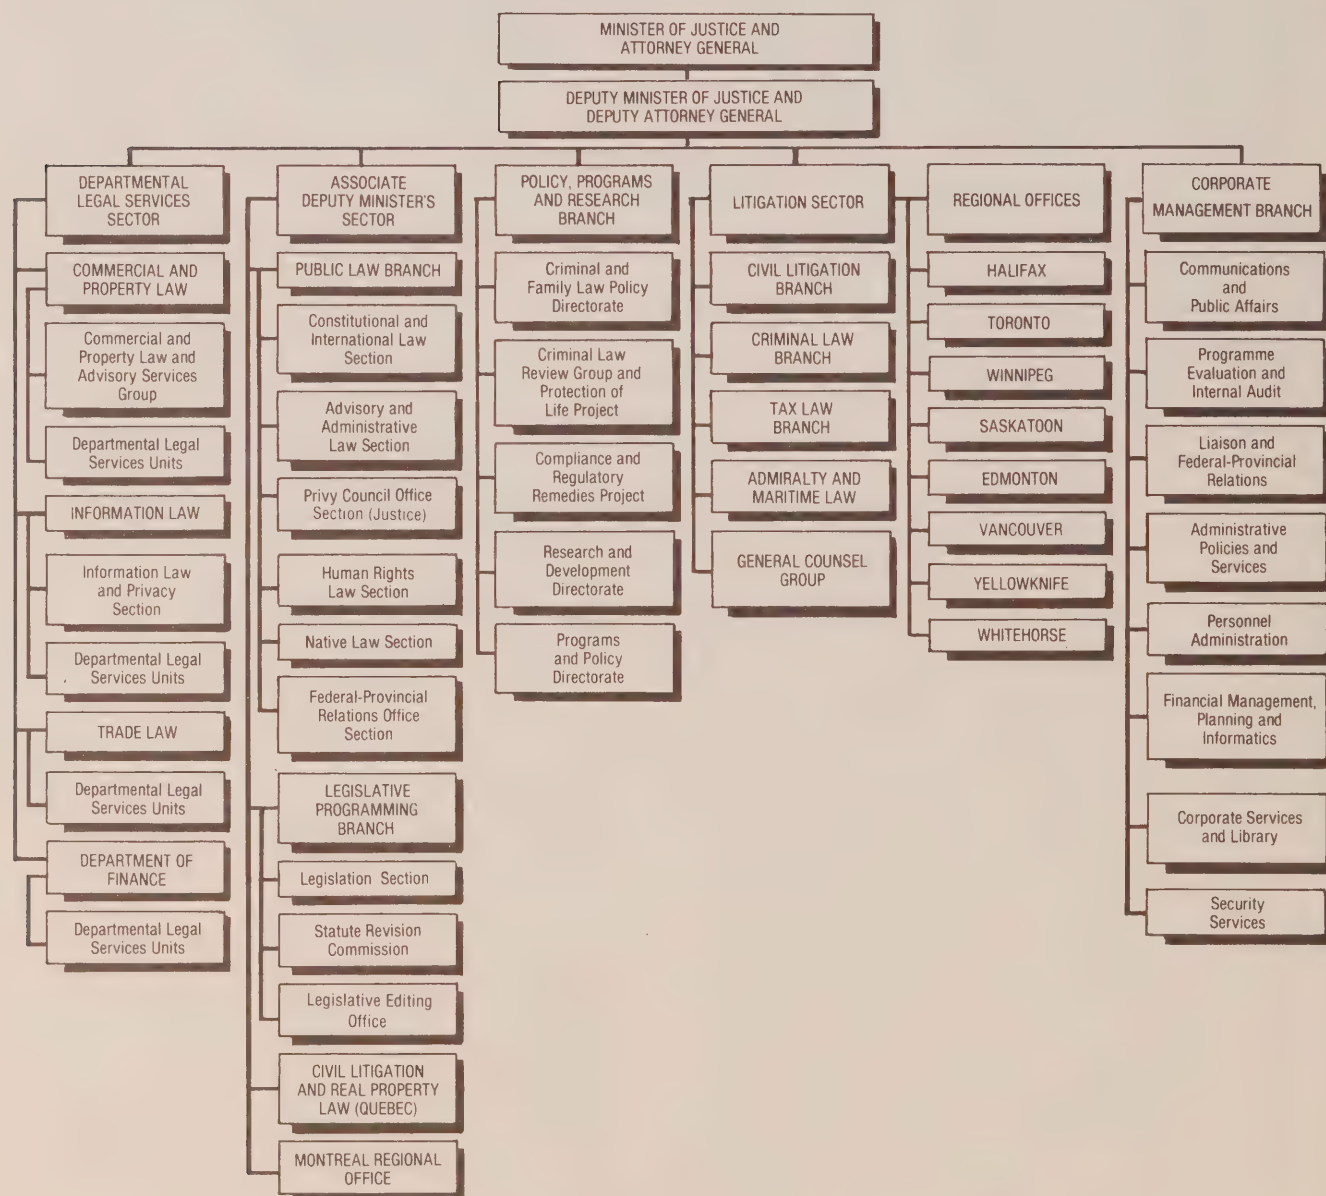 MINISTER OF JUSTICE AND
ATTORNEY GENERAL
DEPUTY MINISTER OF JUSTICE AND
DEPUTY ATTORNEY GENERAL
DEPARTMENTAL
LEGAL SERVICES
SECTOR
COMMERCIAL AND
PROPERTY LAW
Commercial and
Property Law and
Advisory Services
Group
Departmental Legal
Services Units
INFORMATION LAW
Information Law
and Privacy
Section
Departmental Legal
Services Units
TRADE LAW
Departmental Legal
Services Units
DEPARTMENT OF
FINANCE
Departmental Legal
Services Units
ASSOCIATE
DEPUTY MINISTER'S
SECTOR
PUBLIC LAW BRANCH
Constitutional and
International Law
Section
Advisory and
Administrative
Law Section
Privy Council Office
Section (Justice)
Human Rights
Law Section
Native Law Section
Federal-Provincial
Relations Office
Section
LEGISLATIVE
PROGRAMMING
BRANCH
Legislation Section
Statute Revision
Commission
Legislative Editing
Office
CIVIL LITIGATION
AND REAL PROPERTY
LAW (QUEBEC)
MONTREAL REGIONAL
OFFICE
POLICY, PROGRAMS
AND RESEARCH
BRANCH
Criminal and
Family Law Policy
Directorate
Criminal Law
Review Group and
Protection of
Life Project
Compliance and
Regulatory
Remedies Project
Research and
Development
Directorate
Programs
and Policy
Directorate
LITIGATION SECTOR
CIVIL LITIGATION
BRANCH
CRIMINAL LAW
BRANCH
TAX LAW
BRANCH
ADMIRALTY AND
MARITIME LAW
GENERAL COUNSEL
GROUP
REGIONAL OFFICES
HALIFAX
TORONTO
WINNIPEG
SASKATOON
EDMONTON
VANCOUVER
YELLOWKNIFE
WHITEHORSE
CORPORATE
MANAGEMENT BRANCH
Communications
and
Public Affairs
Programme
Evaluation and
Internal Audit
Liaison and
Federal-Provincial
Relations
Administrative
Policies and
Services
Personnel
Administration
Financial Management,
Planning and
Informatics
Corporate Services
and Library
Security
Services